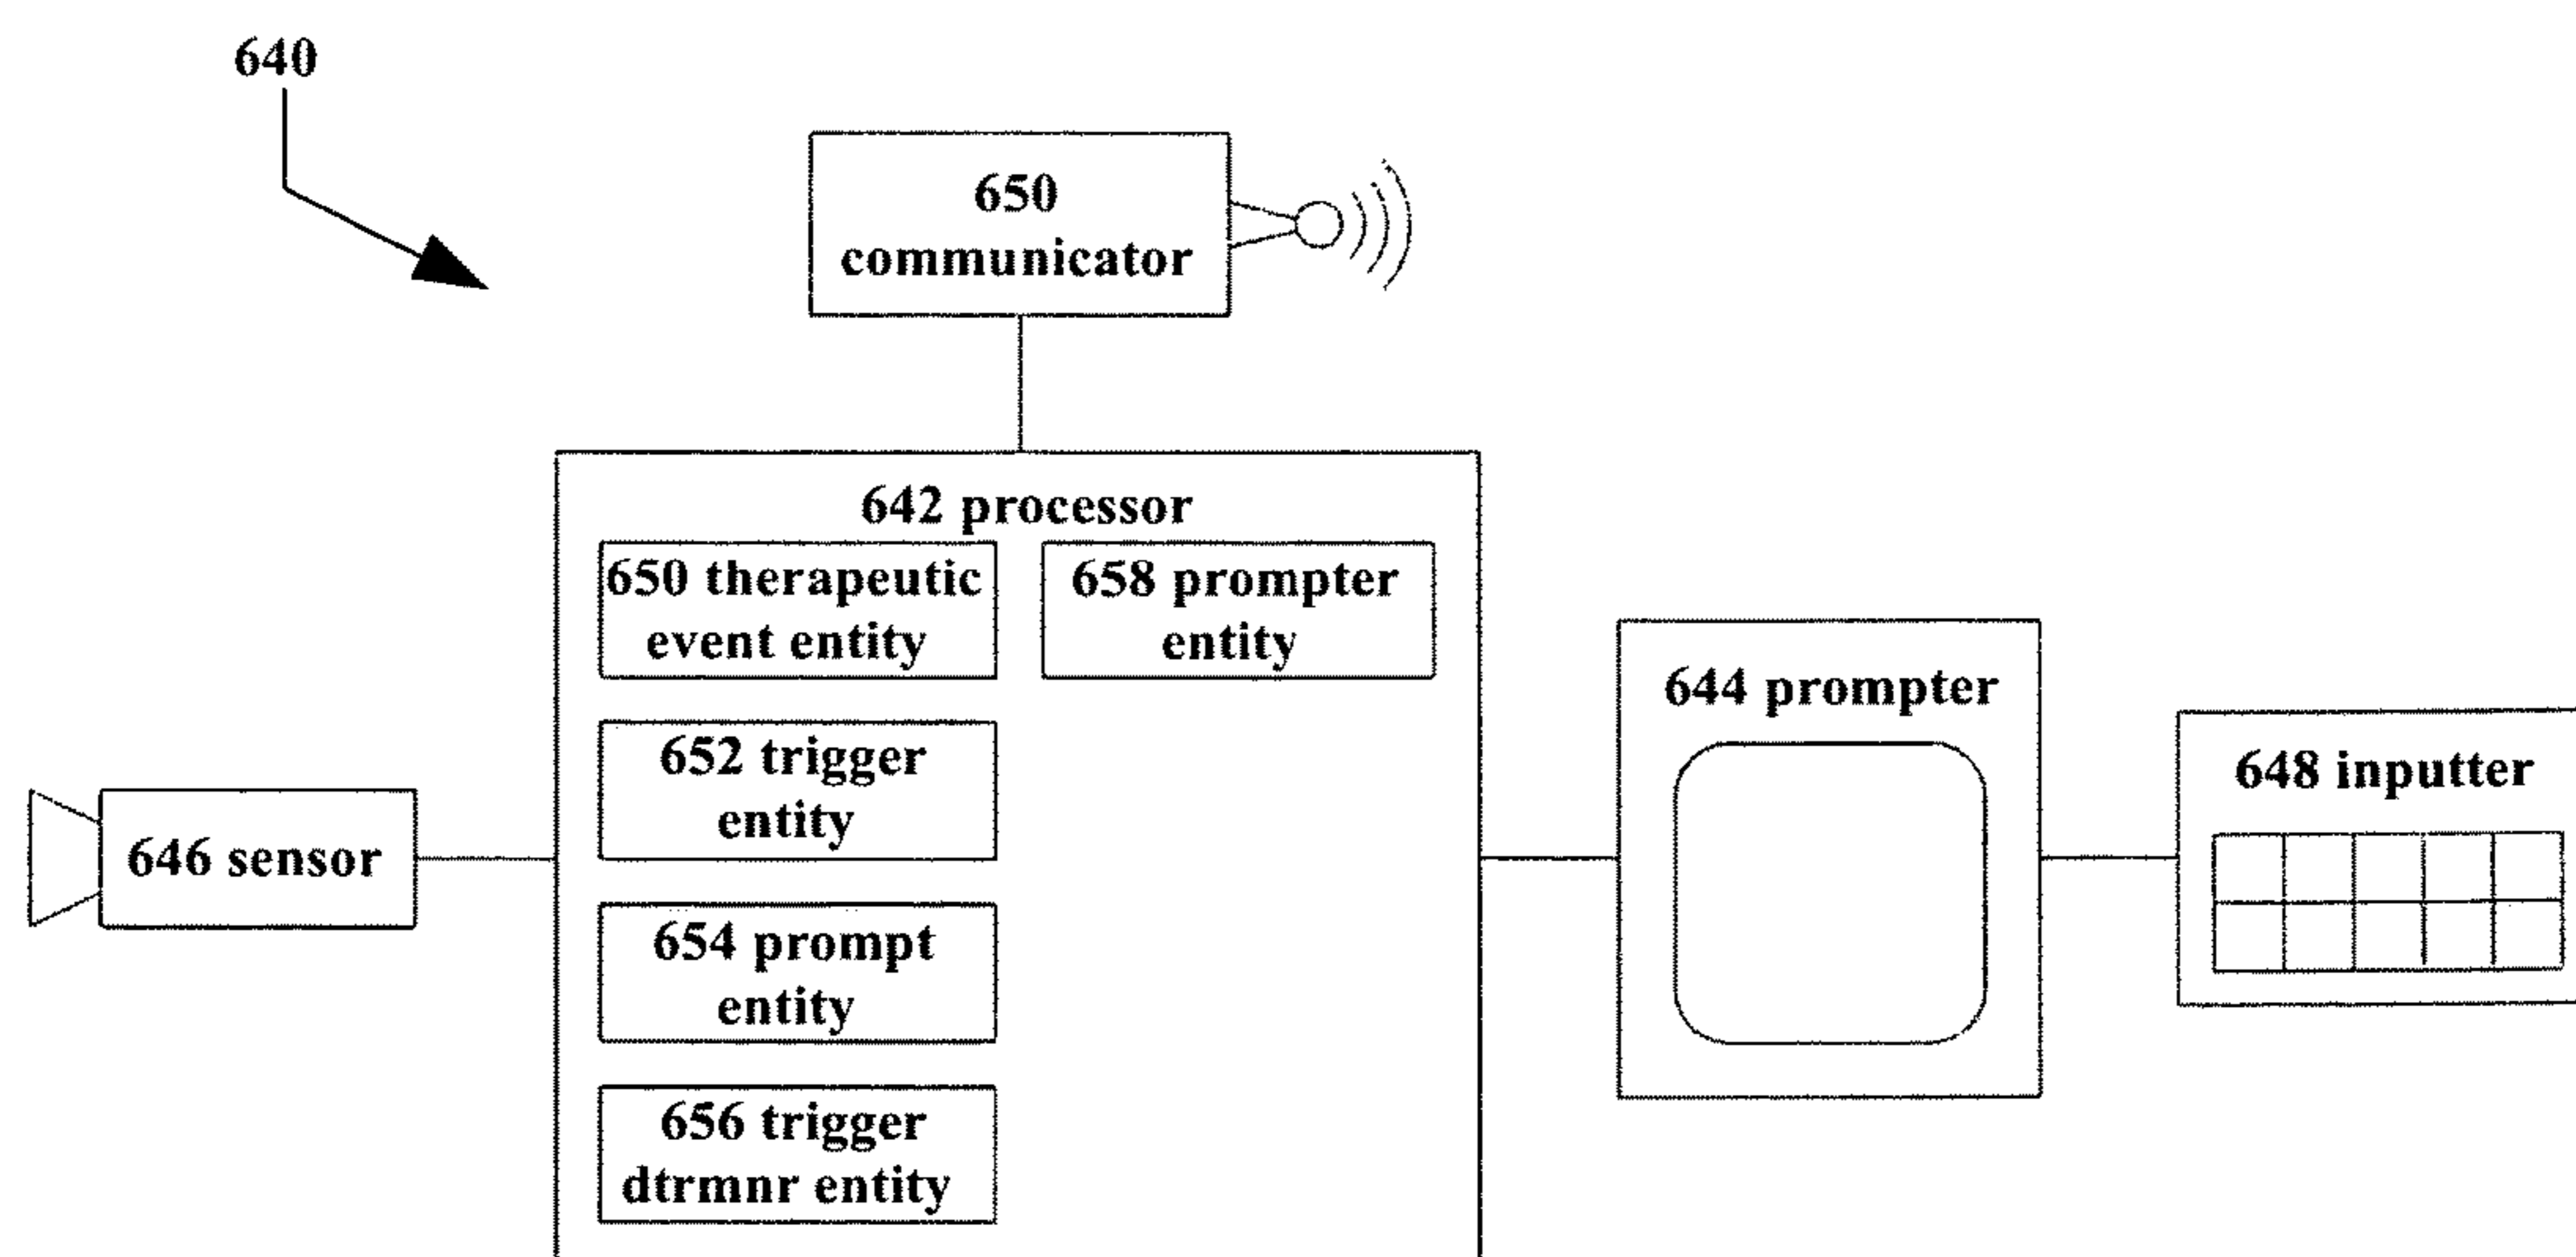 640
650
communicator
642 processor
650 therapeutic
event entity
658 prompter
entity
652 trigger
entity
654 prompt
entity
656 trigger
dtrmnr entity
646 sensor
644 prompter
648 inputter